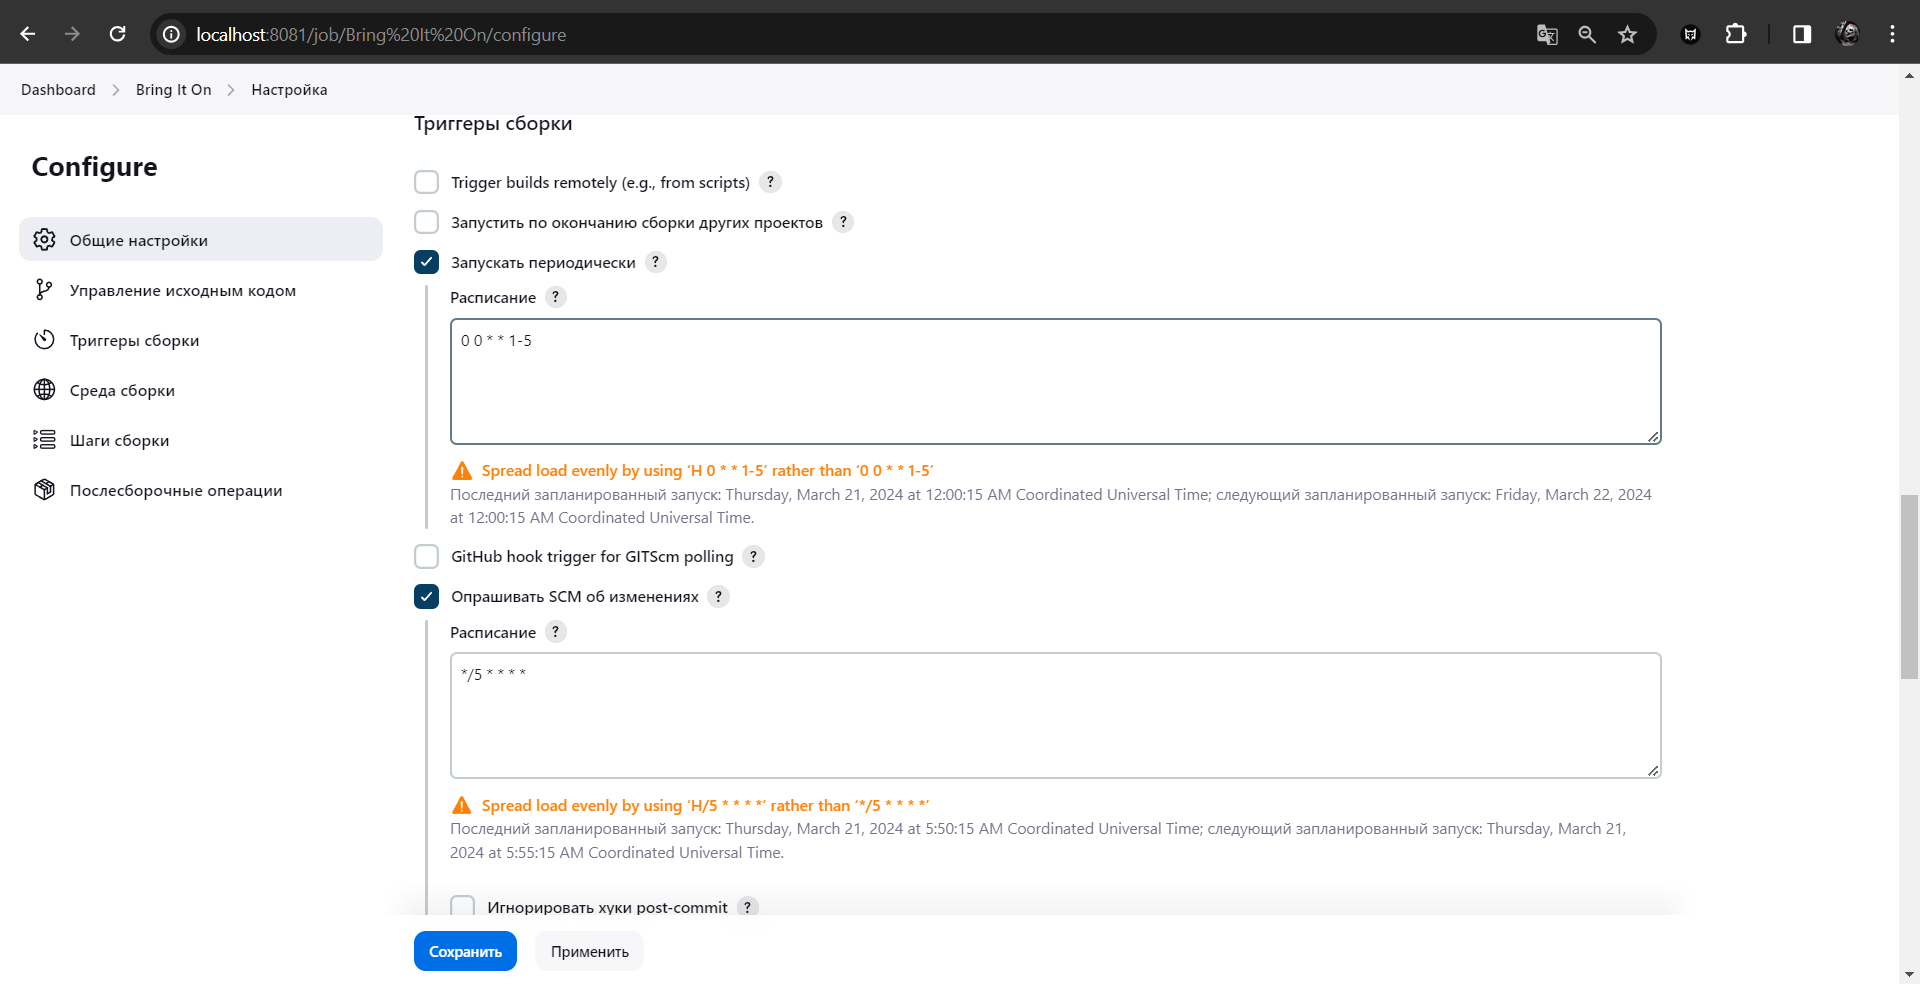 localhost:8081/job/Bring%20It%20On/configure
Dashboard > Bring It On > Настройка
Configure
Общие настройки
Управление исходным кодом
Триггеры сборки
Среда сборки
Шаги сборки
Послесборочные операции
Триггеры сборки
Trigger builds remotely (e.g., from scripts) ?
Запустить по окончанию сборки других проектов ?
Запускать периодически ?
Расписание ?
0 0 * * 1-5
Spread load evenly by using ‘H 0 * * 1-5’ rather than ‘0 0 * * 1-5’
Последний запланированный запуск: Thursday, March 21, 2024 at 12:00:15 AM Coordinated Universal Time; следующий запланированный запуск: Friday, March 22, 2024
at 12:00:15 AM Coordinated Universal Time.
GitHub hook trigger for GITScm polling ?
Опрашивать SCM об изменениях ?
Расписание ?
*/5 * * * *
Spread load evenly by using ‘H/5 * * * *’ rather than ‘*/5 * * * *’
Последний запланированный запуск: Thursday, March 21, 2024 at 5:50:15 AM Coordinated Universal Time; следующий запланированный запуск: Thursday, March 21,
2024 at 5:55:15 AM Coordinated Universal Time.
Игнорировать хуки post-commit ?
Сохранить
Применить